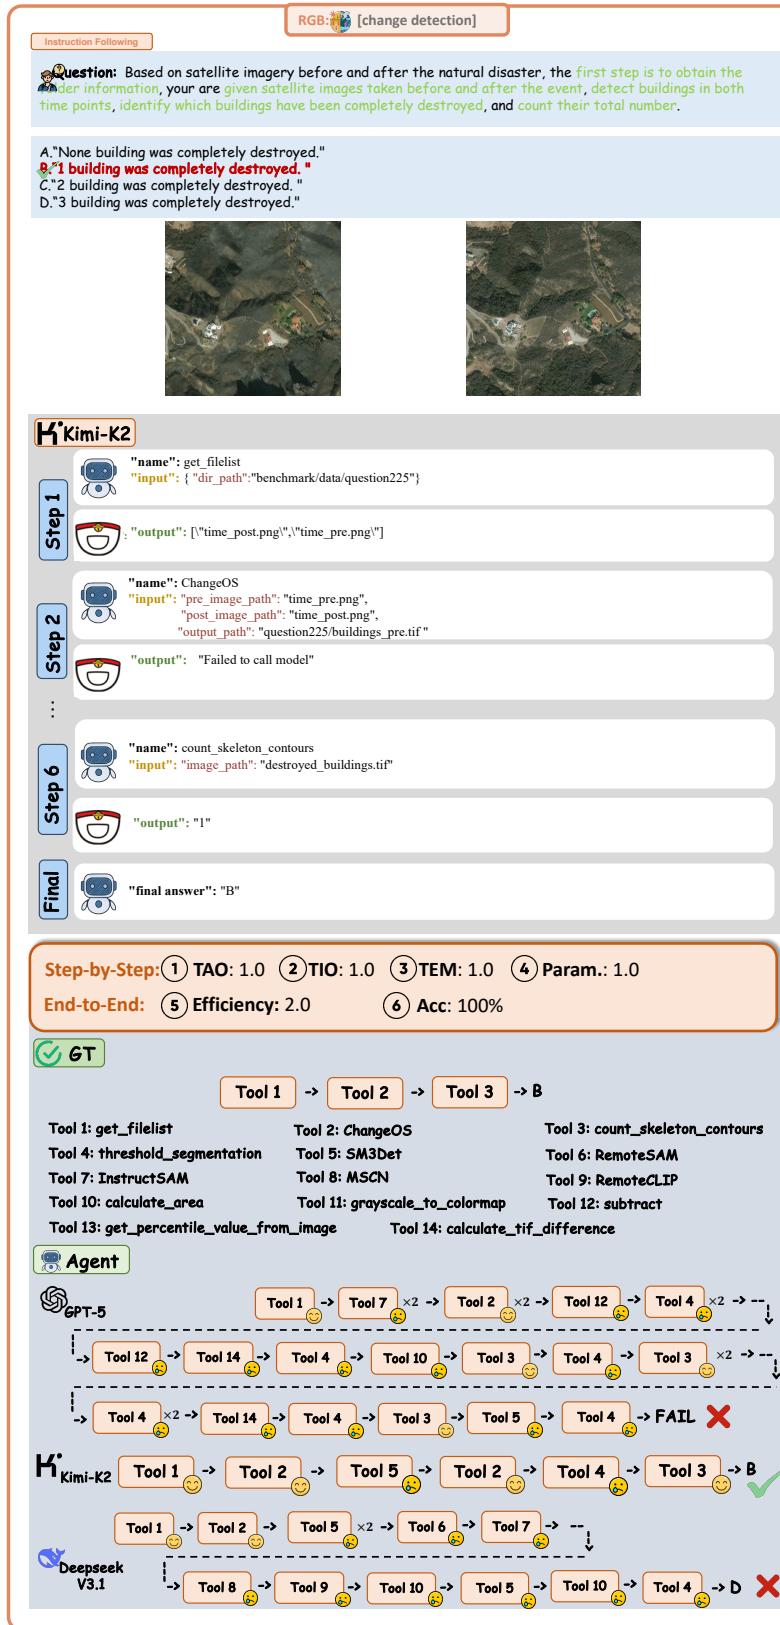 RGB: [change detection]
Instruction Following
Question: Based on satellite imagery before and after the natural disaster, the first step is to obtain the
folder information, your are given satellite images taken before and after the event, detect buildings in both
time points, identify which buildings have been completely destroyed, and count their total number.
A."None building was completely destroyed."
B."1 building was completely destroyed. "
C."2 building was completely destroyed. "
D."3 building was completely destroyed."
Kimi-K2
Step 1
"name": get_filelist
"input": { "dir_path":"benchmark/data/question225"}
: "output": [\"time_post.png\",\"time_pre.png\"]
Step 2
"name": ChangeOS
"input": "pre_image_path": "time_pre.png",
"post_image_path": "time_post.png",
"output_path": "question225/buildings_pre.tif "
"output": "Failed to call model"
...
Step 6
"name": count_skeleton_contours
"input": "image_path": "destroyed_buildings.tif"
"output": "1"
Final
"final answer": "B"
Step-by-Step: 1 TAO: 1.0 2 TIO: 1.0 3 TEM: 1.0 4 Param.: 1.0
End-to-End: 5 Efficiency: 2.0 6 Acc: 100%
GT
Tool 1 -> Tool 2 -> Tool 3 -> B
Tool 1: get_filelist Tool 2: ChangeOS Tool 3: count_skeleton_contours
Tool 4: threshold_segmentation Tool 5: SM3Det Tool 6: RemoteSAM
Tool 7: InstructSAM Tool 8: MSCN Tool 9: RemoteCLIP
Tool 10: calculate_area Tool 11: grayscale_to_colormap Tool 12: subtract
Tool 13: get_percentile_value_from_image Tool 14: calculate_tif_difference
Agent
GPT-5
Tool 1 -> Tool 7 ×2 -> Tool 2 ×2 -> Tool 12 -> Tool 4 ×2 -> --
-> Tool 12 -> Tool 14 -> Tool 4 -> Tool 10 -> Tool 3 -> Tool 4 -> Tool 3 ×2 -> --
-> Tool 4 ×2 -> Tool 14 -> Tool 4 -> Tool 3 -> Tool 5 -> Tool 4 -> FAIL
Kimi-K2 Tool 1 -> Tool 2 -> Tool 5 -> Tool 2 -> Tool 4 -> Tool 3 -> B
Tool 1 -> Tool 2 -> Tool 5 ×2 -> Tool 6 -> Tool 7 -> --
Deepseek
V3.1
-> Tool 8 -> Tool 9 -> Tool 10 -> Tool 5 -> Tool 10 -> Tool 4 -> D